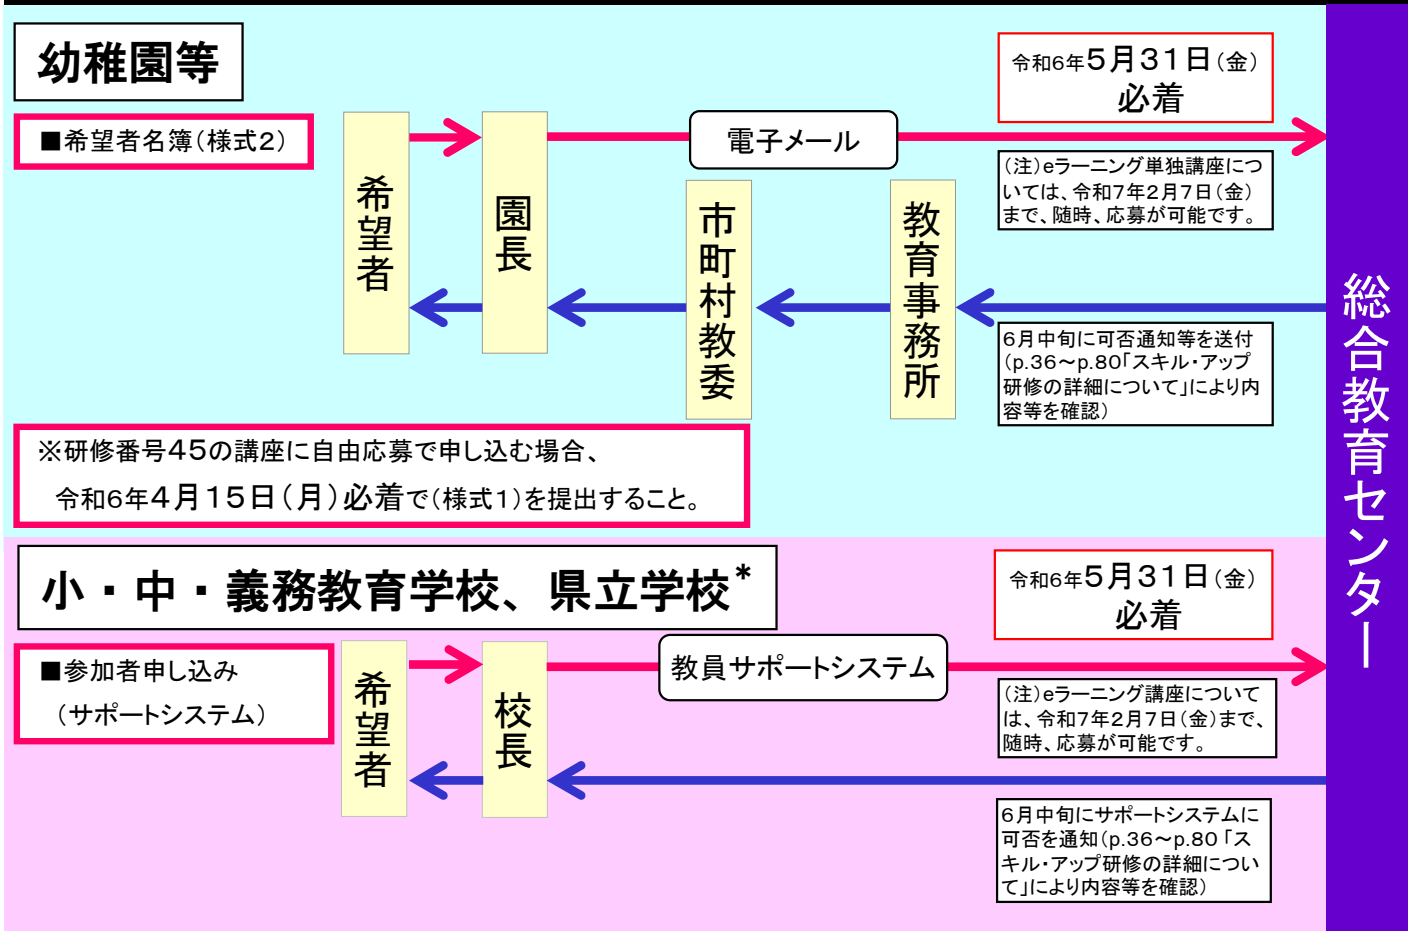 幼稚園等
令和6年5月31日（金）
必着
■希望者名簿（様式２）
希望者
園長
電子メール
（注）eラーニング単独講座につ
いては、令和7年2月7日（金）
まで、随時、応募が可能です。
市町村教委
教育事務所
６月中旬に可否通知等を送付
（p.36～p.80「スキル・アップ
研修の詳細について」により内
容等を確認）
※研修番号４５の講座に自由応募で申し込む場合、
令和6年４月１５日（月）必着で（様式１）を提出すること。
総合教育センター
小・中・義務教育学校、県立学校*
令和6年5月31日（金）
必着
■参加者申し込み
（サポートシステム）
希望者
校長
教員サポートシステム
（注）eラーニング講座について
は、令和7年2月7日（金）まで、
随時、応募が可能です。
６月中旬にサポートシステムに
可否を通知（p.36～p.80 「ス
キル・アップ研修の詳細につい
て」により内容等を確認）